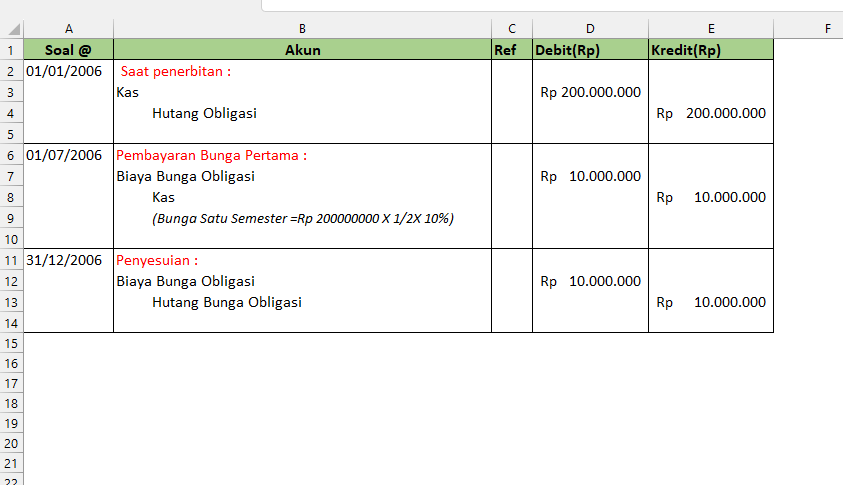 A B C D E F
1 Soal @ Akun Ref Debit(Rp) Kredit(Rp)
2 01/01/2006 Saat penerbitan :
3 Kas Rp 200.000.000
4 Hutang Obligasi Rp 200.000.000
5
6 01/07/2006 Pembayaran Bunga Pertama :
7 Biaya Bunga Obligasi Rp 10.000.000
8 Kas Rp 10.000.000
9 (Bunga Satu Semester =Rp 200000000 X 1/2X 10%)
10
11 31/12/2006 Penyesuian :
12 Biaya Bunga Obligasi Rp 10.000.000
13 Hutang Bunga Obligasi Rp 10.000.000
14
15
16
17
18
19
20
21
22